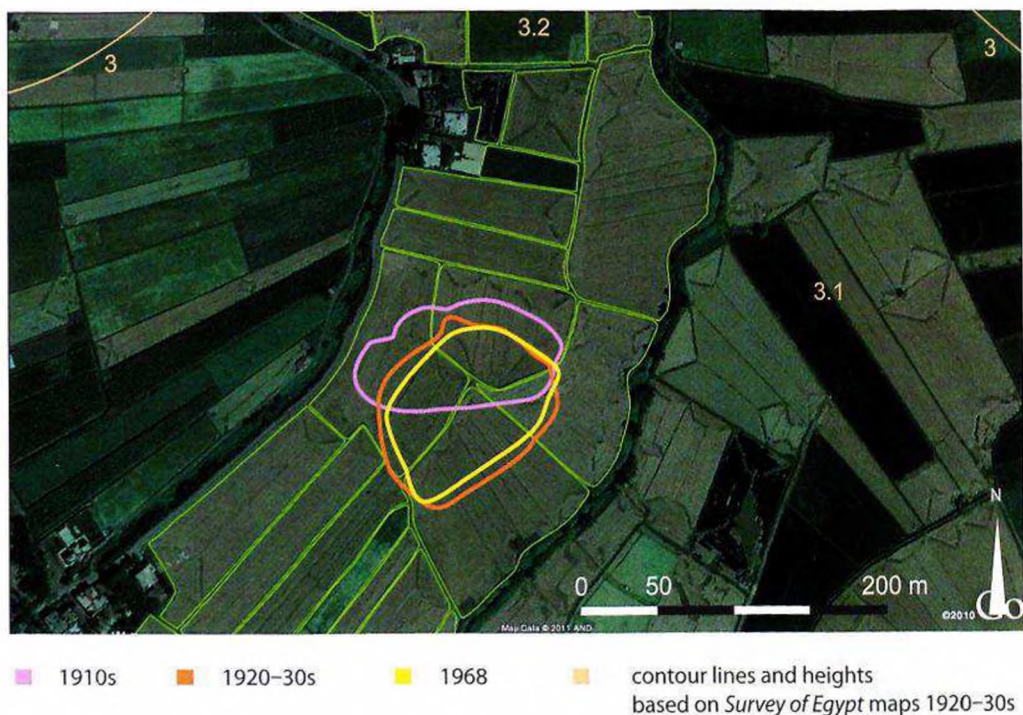 3.2
3
3
3.1
N
0 50 200 m
©2010 Go
Map Data © 2011 AND
1910s
1920–30s
1968
contour lines and heights
based on Survey of Egypt maps 1920–30s